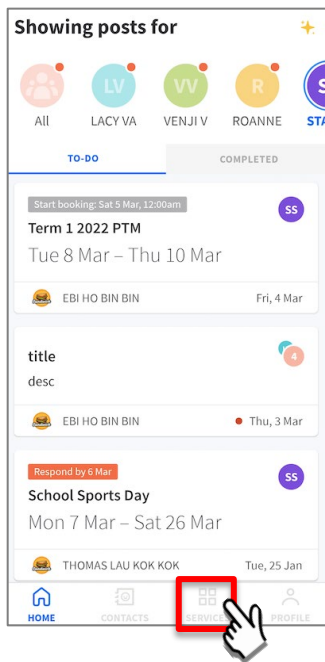 Showing posts for
LV
VV
R
S
All
LACY VA
VENJI V
ROANNE
STA
TO-DO
COMPLETED
Start booking: Sat 5 Mar, 12:00am
SS
Term 1 2022 PTM
Tue 8 Mar – Thu 10 Mar
EBI HO BIN BIN
Fri, 4 Mar
title
4
desc
EBI HO BIN BIN
Thu, 3 Mar
Respond by 6 Mar
SS
School Sports Day
Mon 7 Mar – Sat 26 Mar
THOMAS LAU KOK KOK
Tue, 25 Jan
HOME
CONTACTS
SERVICE
PROFILE